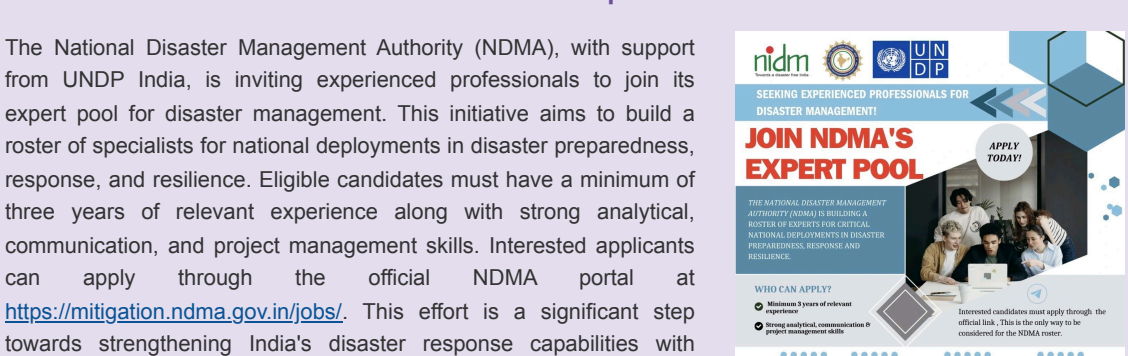 The National Disaster Management Authority (NDMA), with support
from UNDP India, is inviting experienced professionals to join its
expert pool for disaster management. This initiative aims to build a
roster of specialists for national deployments in disaster preparedness,
response, and resilience. Eligible candidates must have a minimum of
three years of relevant experience along with strong analytical,
communication, and project management skills. Interested applicants
can apply through the official NDMA portal at
https://mitigation.ndma.gov.in/jobs/. This effort is a significant step
towards strengthening India's disaster response capabilities with
nidm
Towards a disaster free India
U N
D P
SEEKING EXPERIENCED PROFESSIONALS FOR
DISASTER MANAGEMENT!
JOIN NDMA'S
EXPERT POOL
APPLY
TODAY!
THE NATIONAL DISASTER MANAGEMENT
AUTHORITY (NDMA) IS BUILDING A
ROSTER OF EXPERTS FOR CRITICAL
NATIONAL DEPLOYMENTS IN DISASTER
PREPAREDNESS, RESPONSE AND
RESILIENCE.
WHO CAN APPLY?
Minimum 3 years of relevant
experience
Strong analytical, communication &
project management skills
Interested candidates must apply through the
official link , This is the only way to be
considered for the NDMA roster.